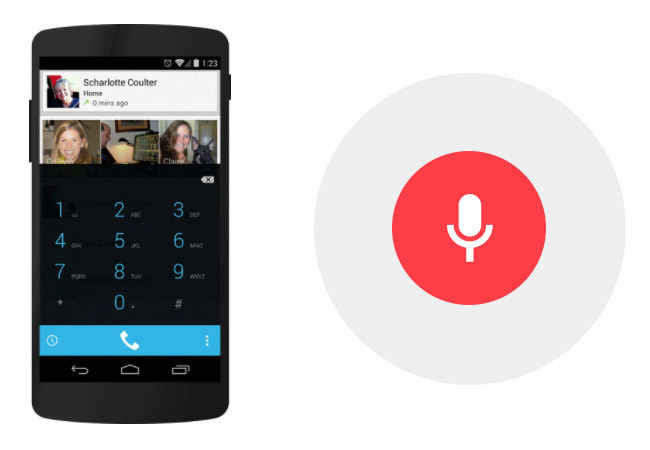 1:23
Scharlotte Coulter
Home
0 mins ago
Claire
1 2 ABC 3 DEF
4 GHI 5 JKL 6 MNO
7 PQRS 8 TUV 9 WXYZ
* 0 + #